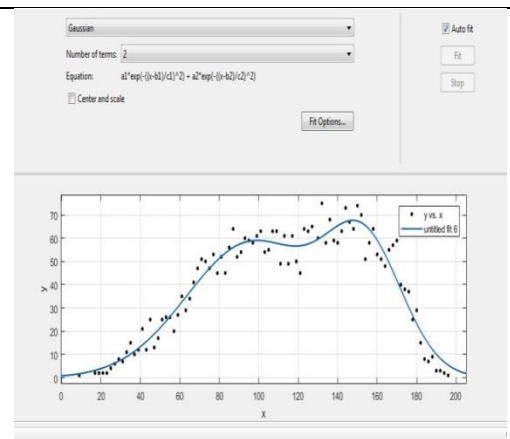 Gaussian
Auto fit
Number of terms: 2
Fit
Equation: a1*exp(-((x-b1)/c1)^2) + a2*exp(-((x-b2)/c2)^2)
Stop
Center and scale
Fit Options...
y vs. x
untitled fit 6
70
60
50
40
30
20
10
0
y
0 20 40 60 80 100 120 140 160 180 200
x